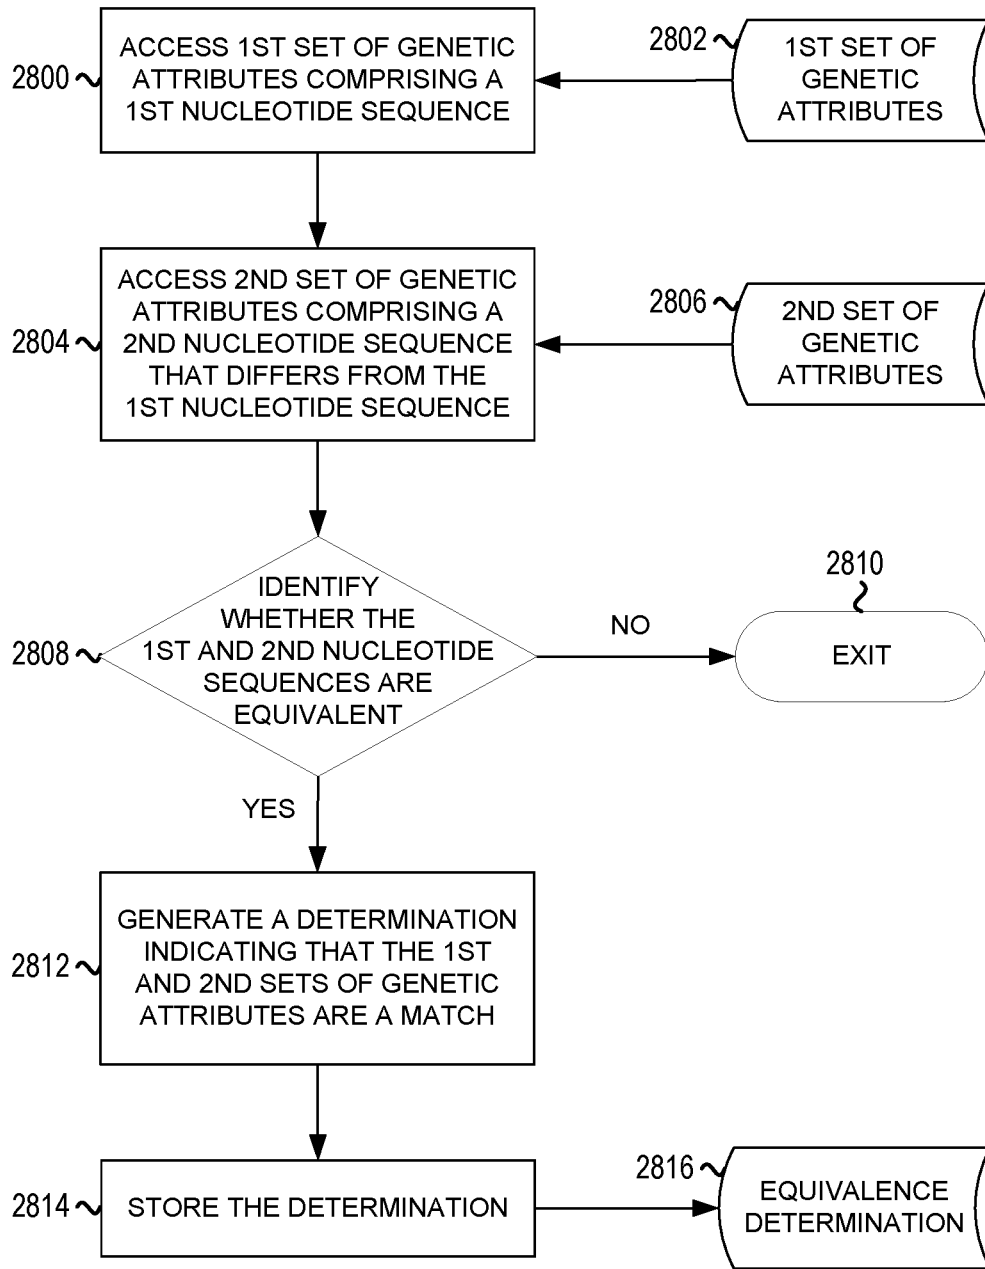 2800
ACCESS 1ST SET OF GENETIC
ATTRIBUTES COMPRISING A
1ST NUCLEOTIDE SEQUENCE
2802
1ST SET OF
GENETIC
ATTRIBUTES
2804
ACCESS 2ND SET OF GENETIC
ATTRIBUTES COMPRISING A
2ND NUCLEOTIDE SEQUENCE
THAT DIFFERS FROM THE
1ST NUCLEOTIDE SEQUENCE
2806
2ND SET OF
GENETIC
ATTRIBUTES
2808
IDENTIFY
WHETHER THE
1ST AND 2ND NUCLEOTIDE
SEQUENCES ARE
EQUIVALENT
NO
2810
EXIT
YES
2812
GENERATE A DETERMINATION
INDICATING THAT THE 1ST
AND 2ND SETS OF GENETIC
ATTRIBUTES ARE A MATCH
2814
STORE THE DETERMINATION
2816
EQUIVALENCE
DETERMINATION